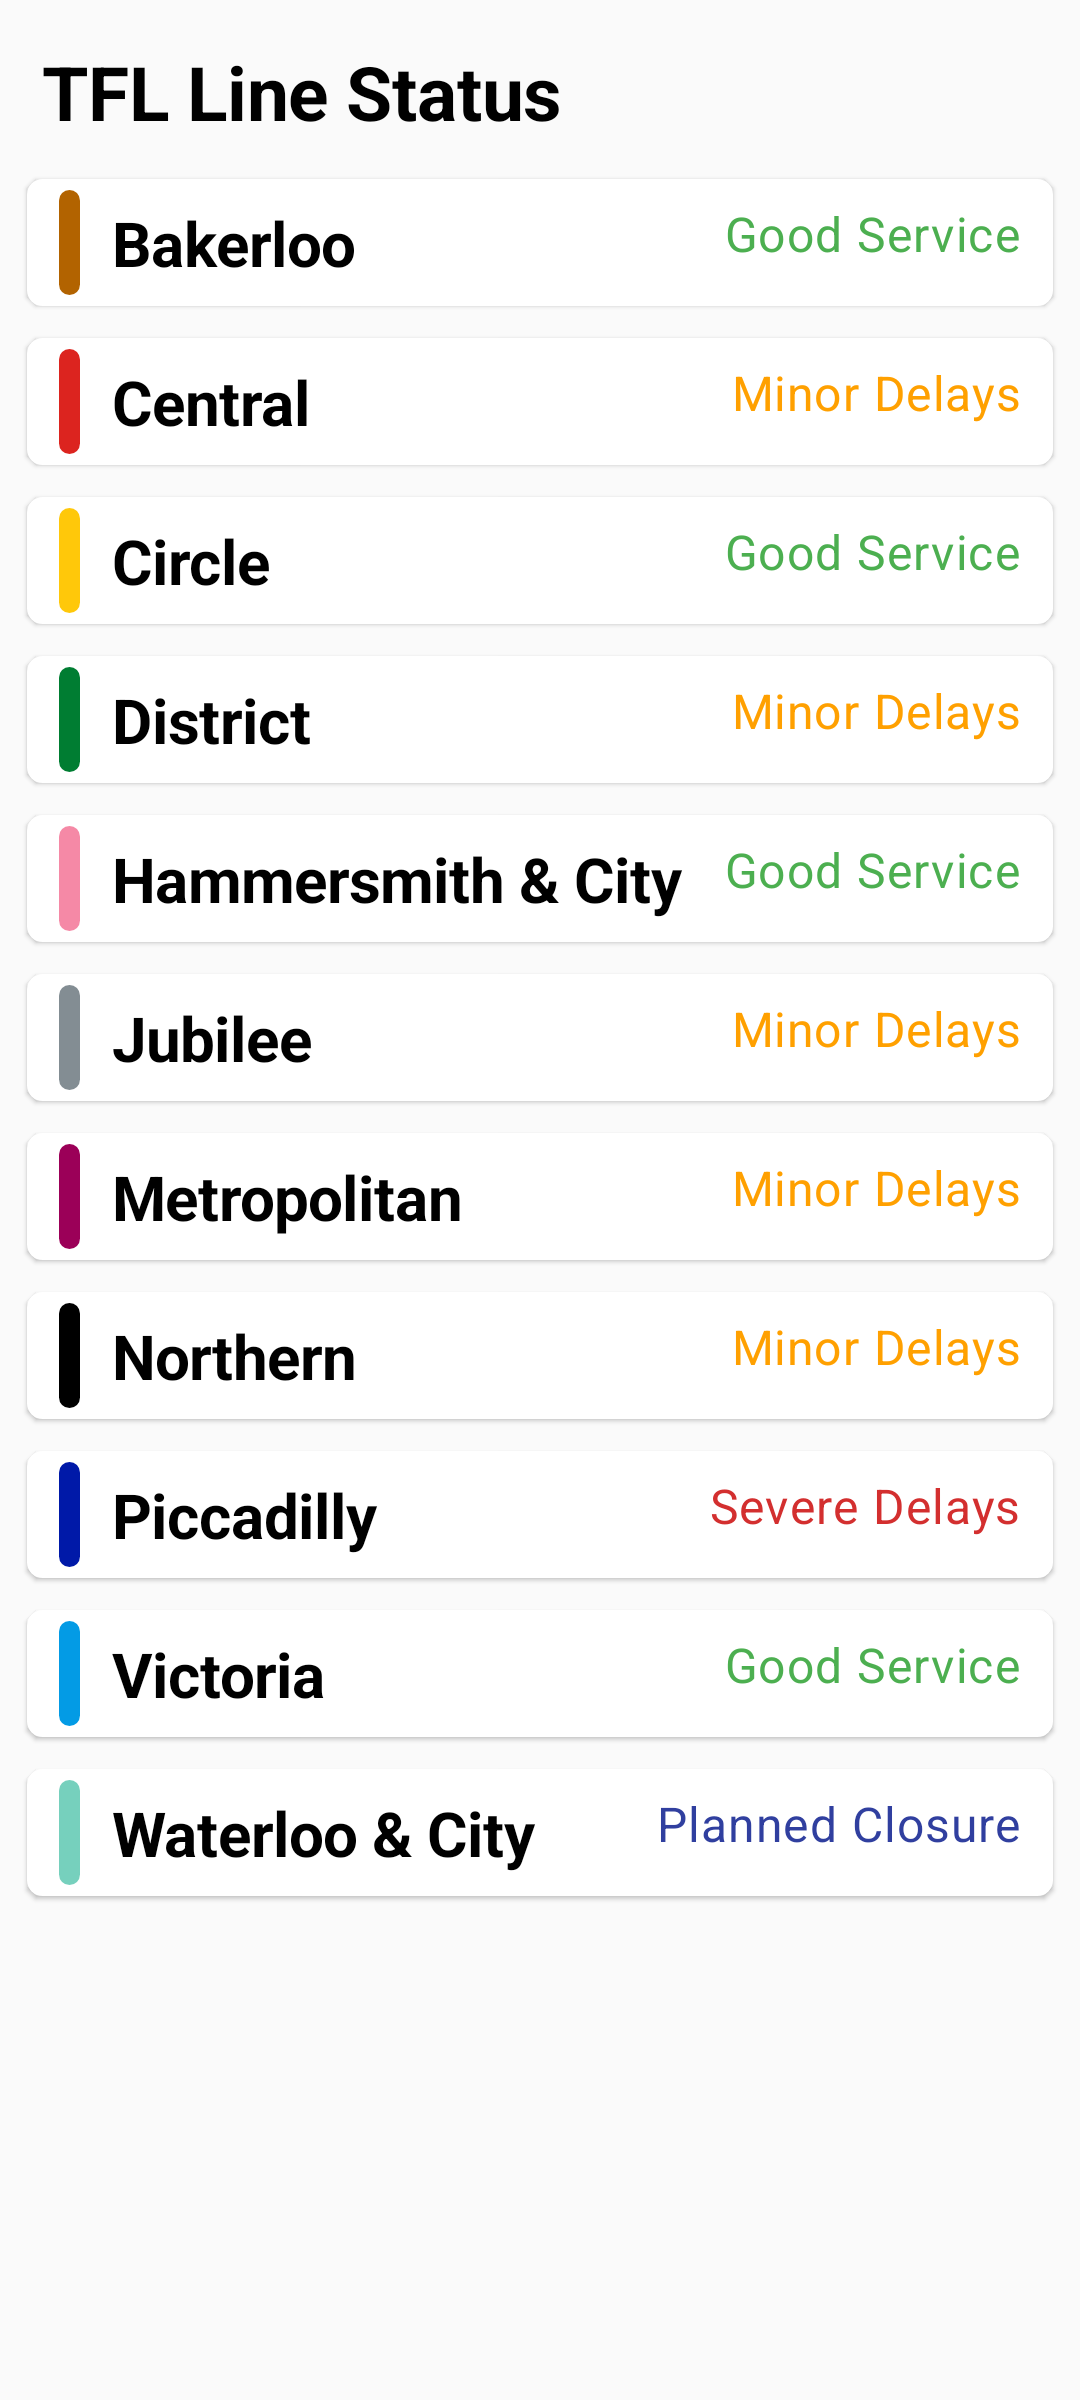 TFL Line Status
Bakerloo Good Service
Central Minor Delays
Circle Good Service
District Minor Delays
Hammersmith & City Good Service
Jubilee Minor Delays
Metropolitan Minor Delays
Northern Minor Delays
Piccadilly Severe Delays
Victoria Good Service
Waterloo & City Planned Closure